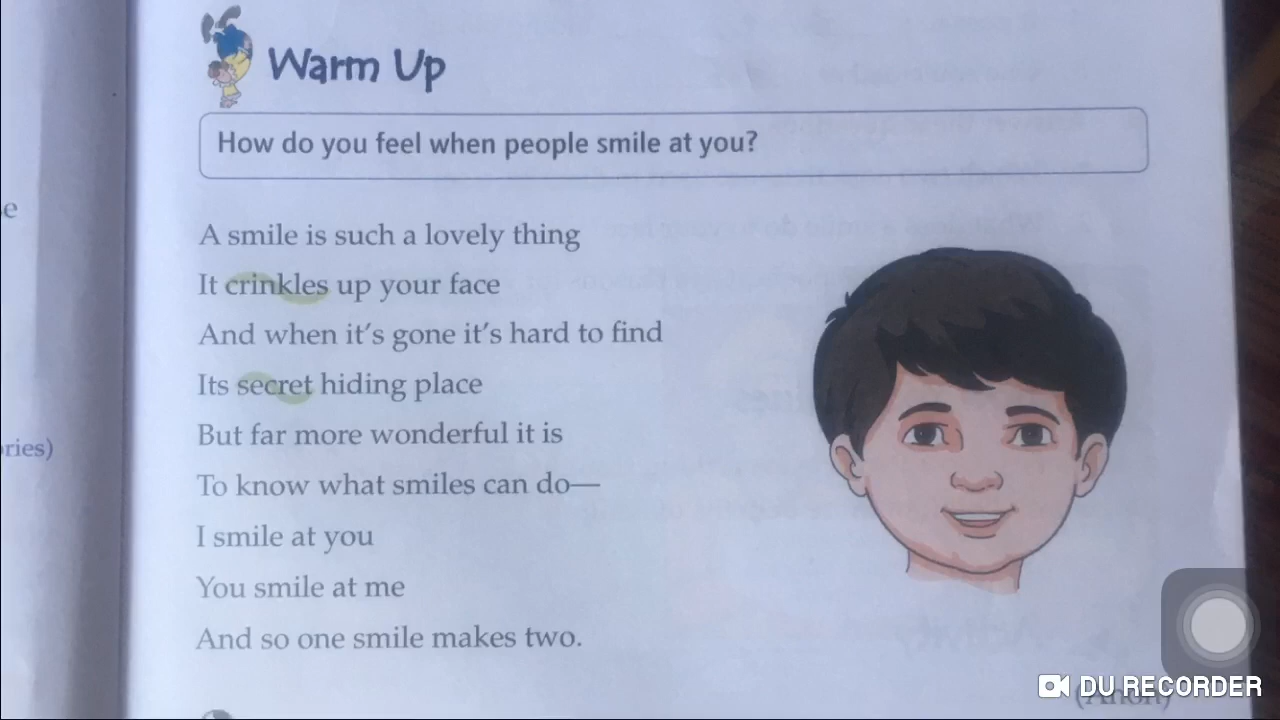 Warm Up
How do you feel when people smile at you?
A smile is such a lovely thing
It crinkles up your face
And when it's gone it's hard to find
Its secret hiding place
But far more wonderful it is
To know what smiles can do—
I smile at you
You smile at me
And so one smile makes two.
ries)
DU RECORDER
(Anon)